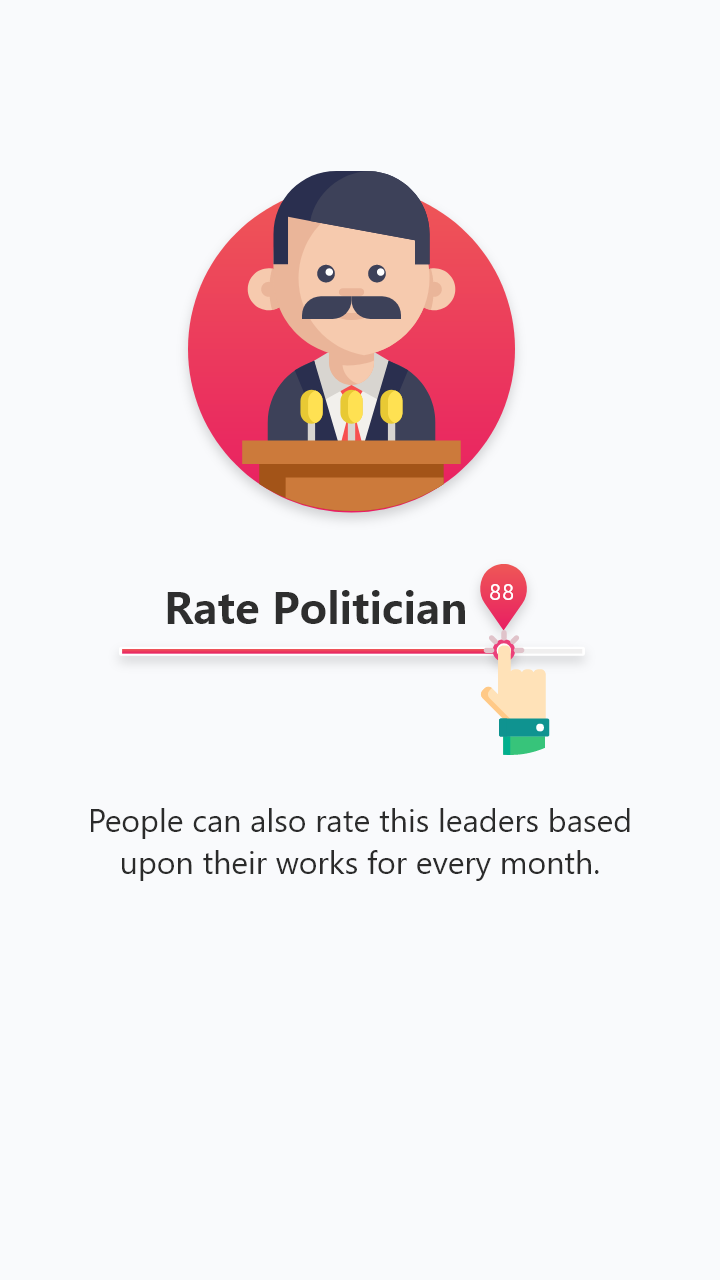 88
Rate Politician
People can also rate this leaders based
upon their works for every month.